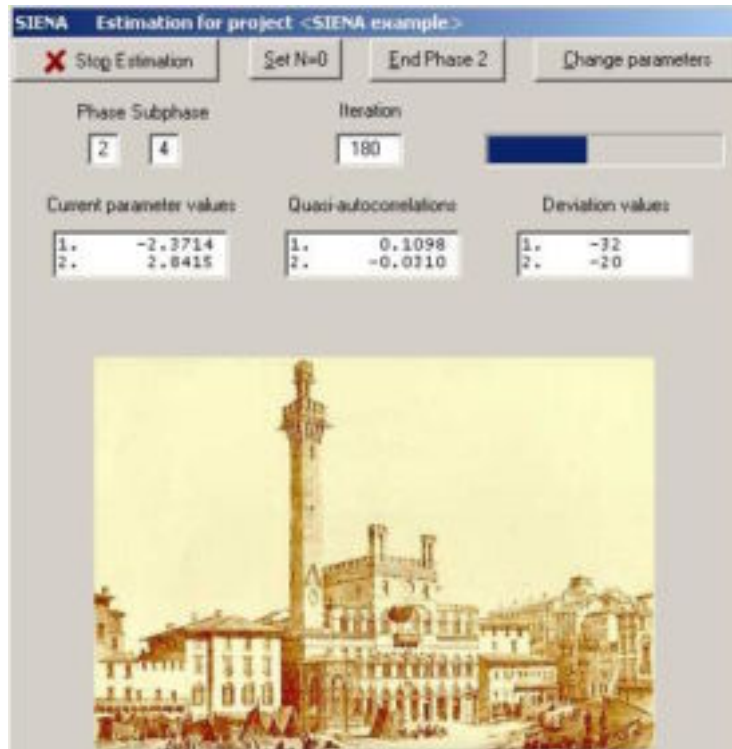 SIENA Estimation for project <SIENA example>
Stop Estimation Set N=0 End Phase 2 Change parameters
Phase Subphase Iteration
2 4 180
Current parameter values Quasi-autocorrelations Deviation values
1. -2.3714 1. 0.1098 1. -32
2. 2.8415 2. -0.0310 2. -20